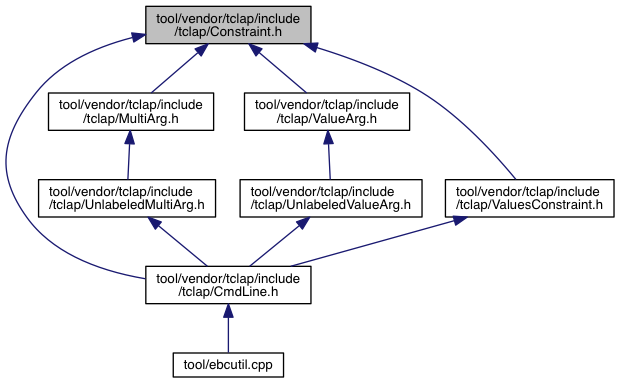 tool/vendor/tclap/include
/tclap/Constraint.h
tool/vendor/tclap/include
/tclap/MultiArg.h
tool/vendor/tclap/include
/tclap/ValueArg.h
tool/vendor/tclap/include
/tclap/UnlabeledMultiArg.h
tool/vendor/tclap/include
/tclap/UnlabeledValueArg.h
tool/vendor/tclap/include
/tclap/ValuesConstraint.h
tool/vendor/tclap/include
/tclap/CmdLine.h
tool/ebcutil.cpp